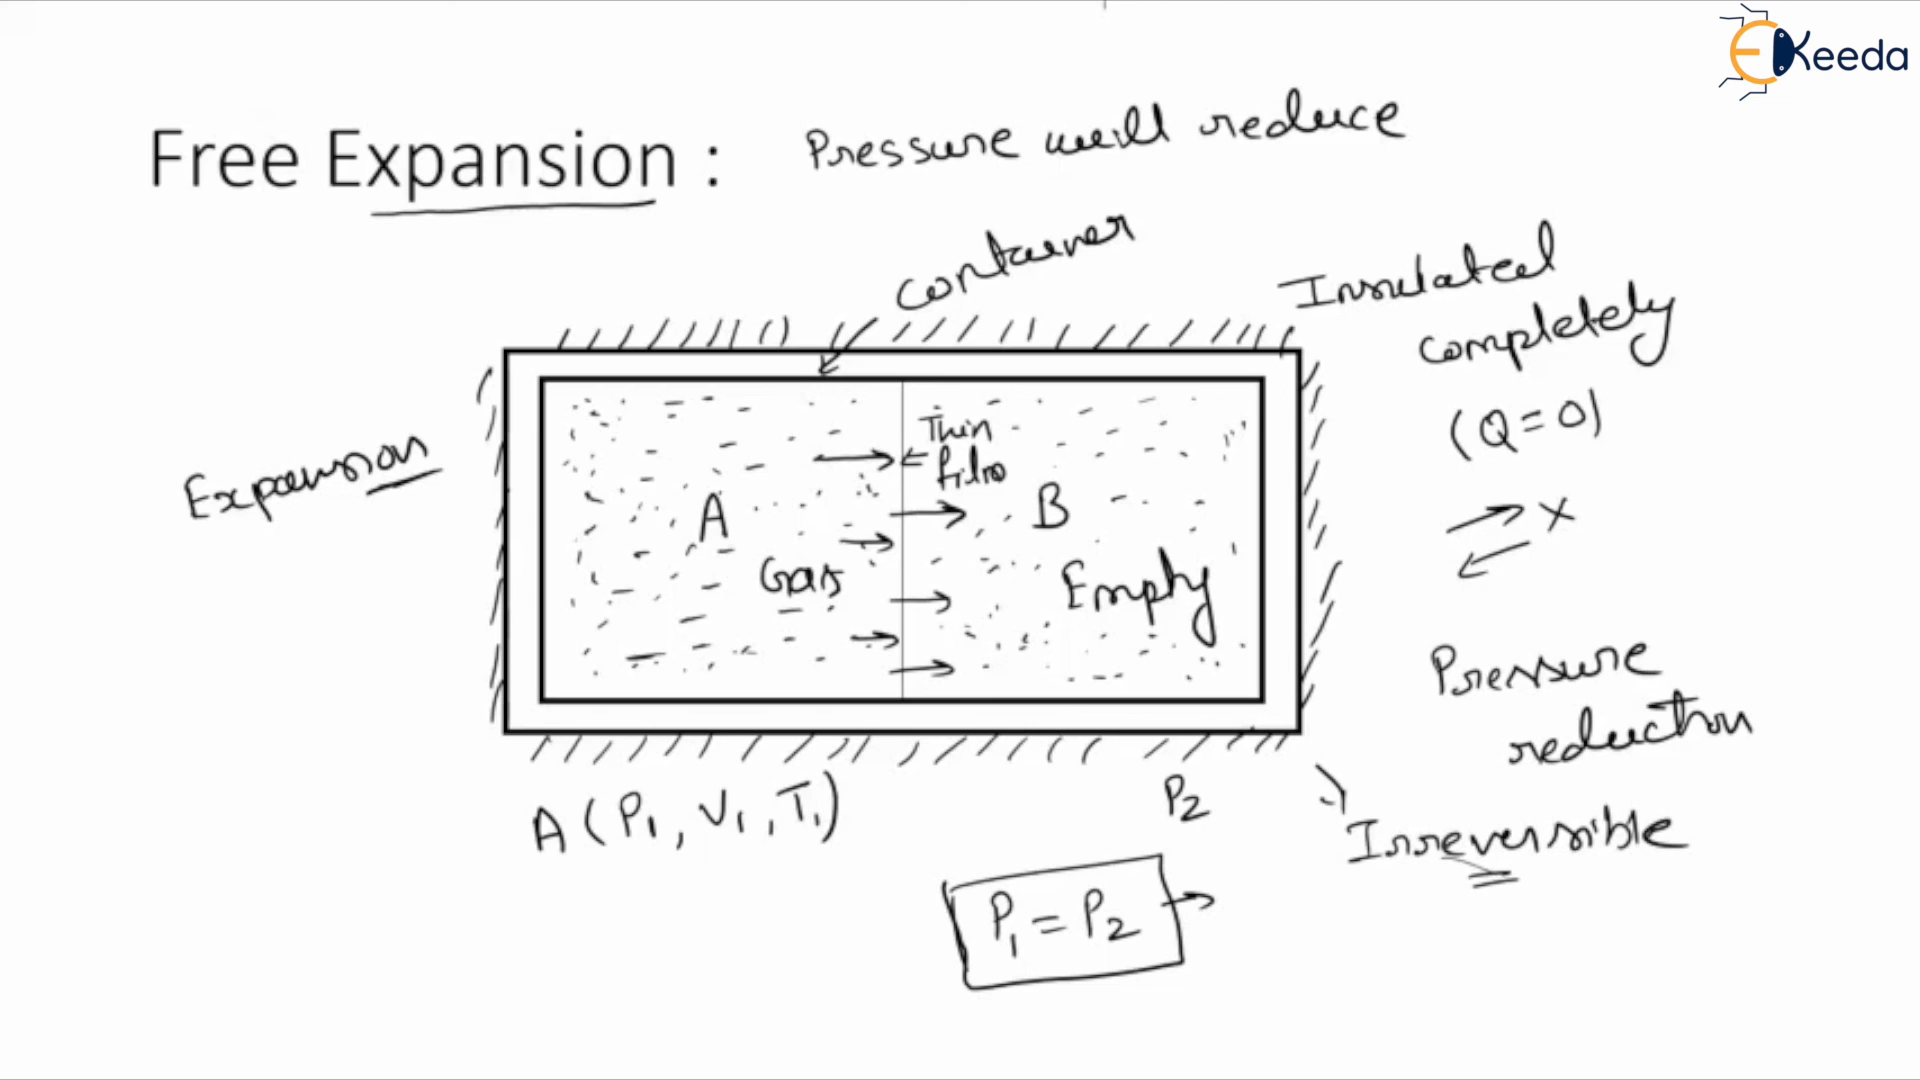 EKeeda
Free Expansion : Pressure will reduce
container
Insulated
completely
(Q=0)
Expansion
Thin
film
A
B
Gas
Empty
X
Pressure
reduction
A (P1, V1, T1)
P2
Irreversible
P1 = P2